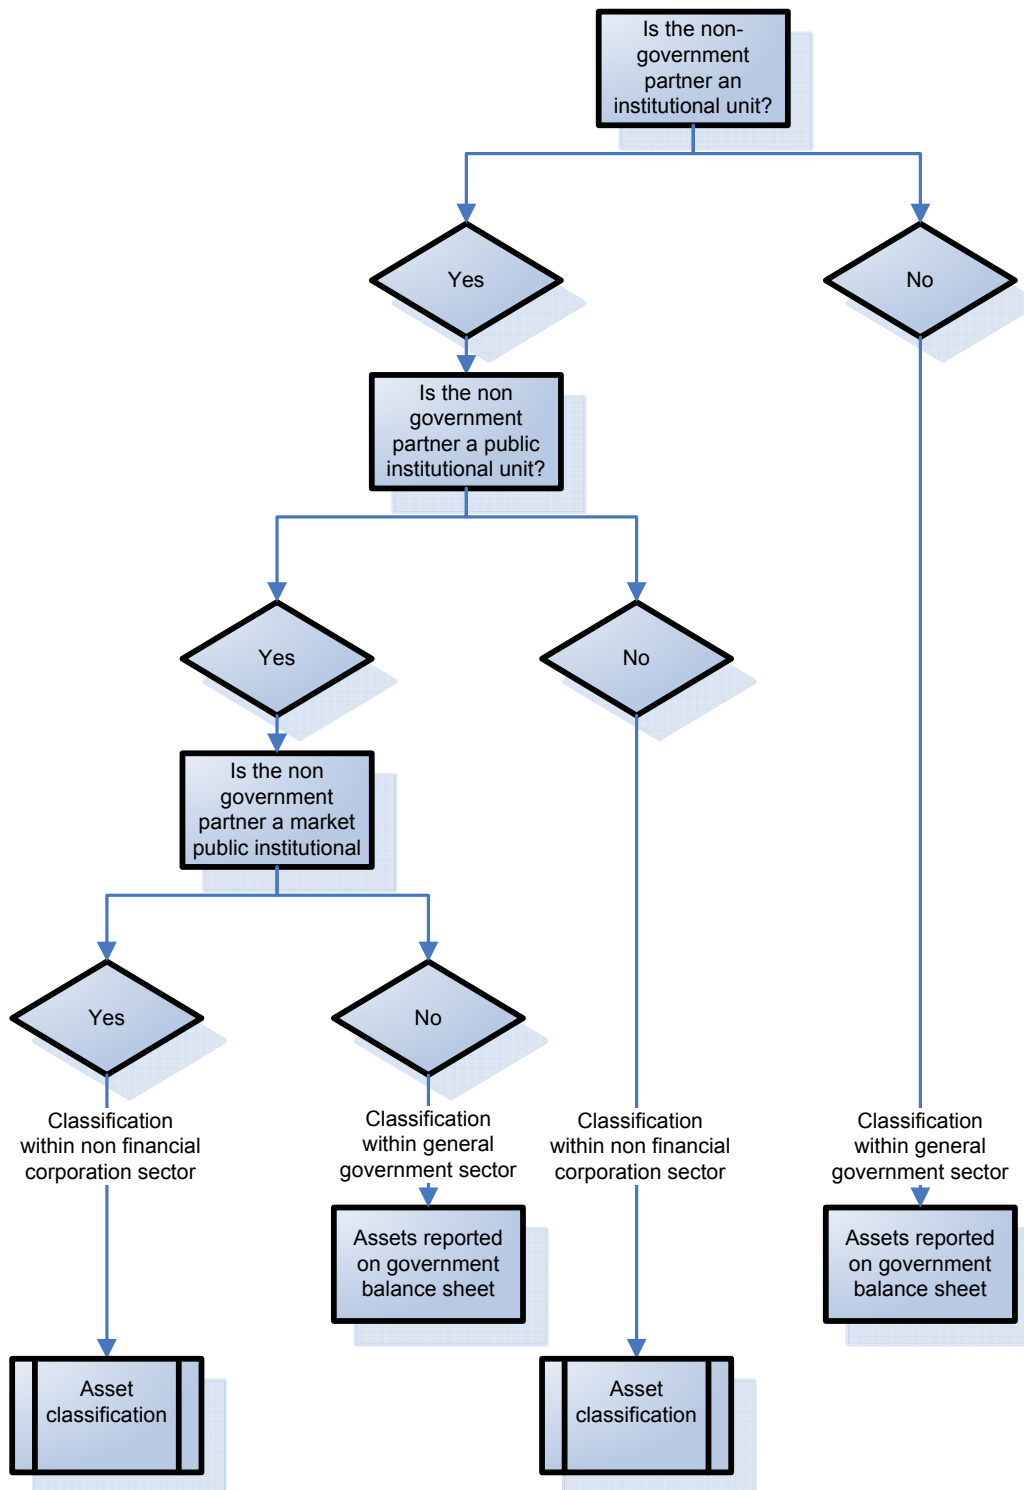 Is the non-
government
partner an
institutional unit?
Yes
No
Is the non
government
partner a public
institutional unit?
Yes
No
Is the non
government
partner a market
public institutional
Yes
No
Classification
within non financial
corporation sector
Classification
within general
government sector
Classification
within non financial
corporation sector
Classification
within general
government sector
Assets reported
on government
balance sheet
Assets reported
on government
balance sheet
Asset
classification
Asset
classification